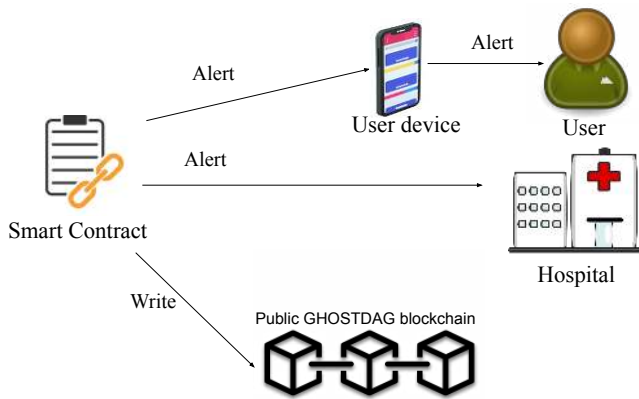 Alert
Alert
User device
User
Alert
Smart Contract
Hospital
Write
Public GHOSTDAG blockchain